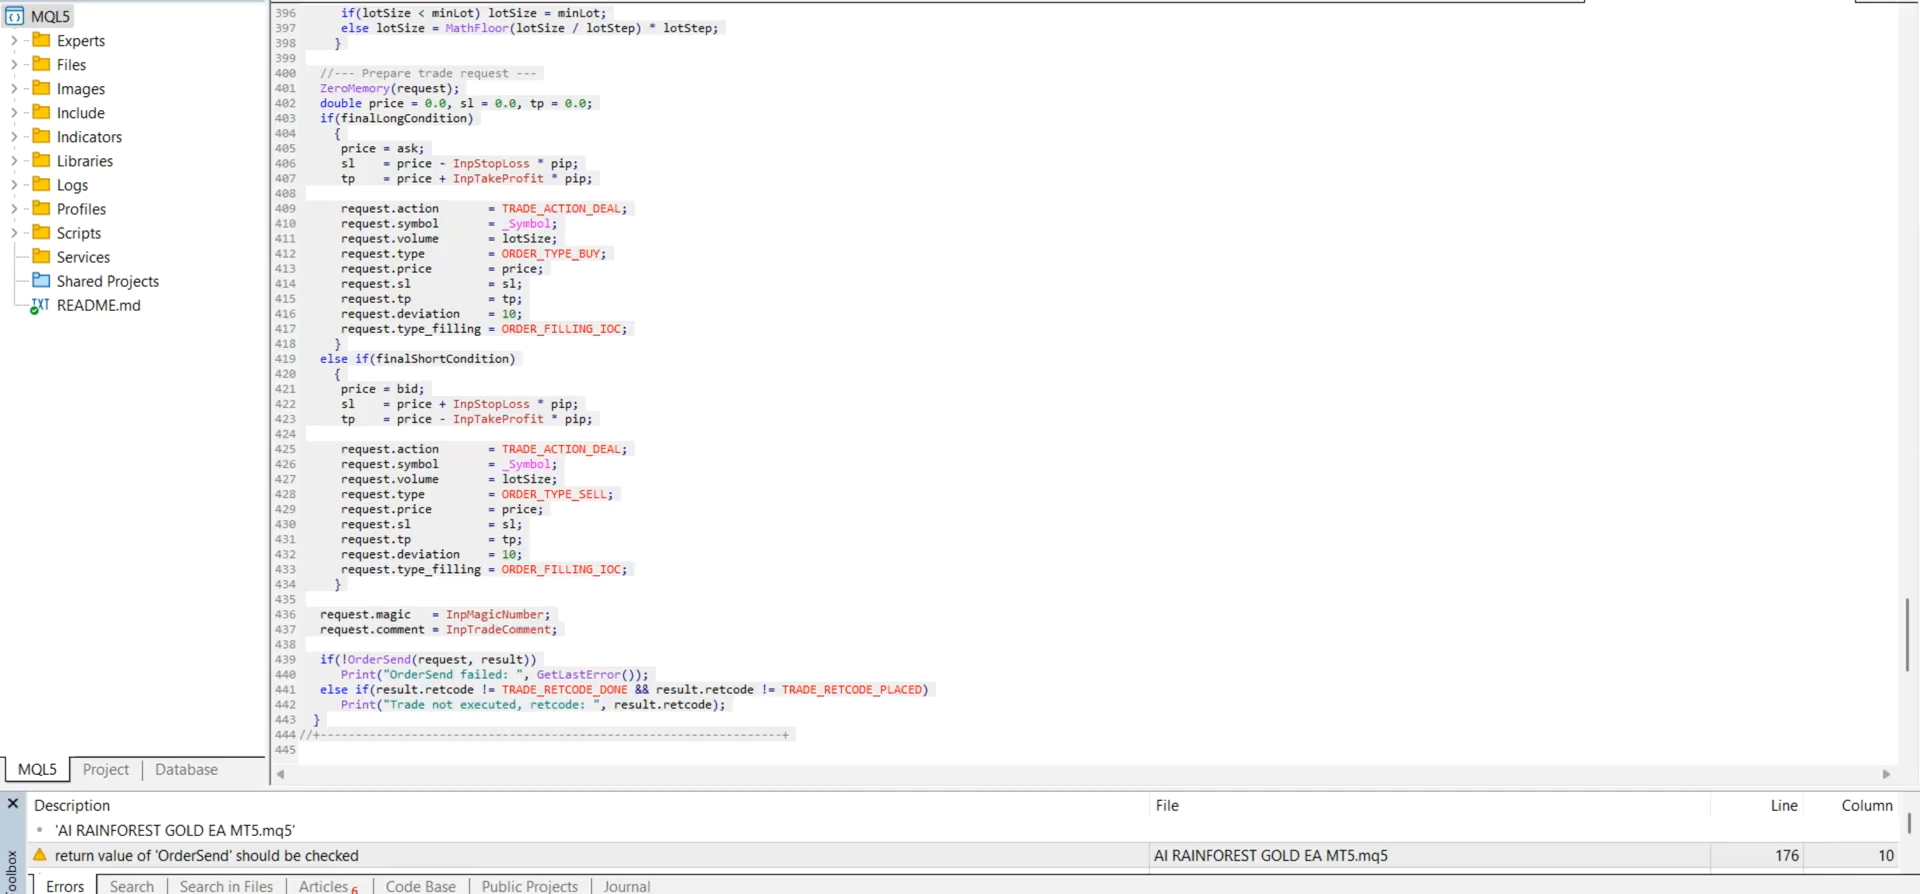 MQL5
Experts
Files
Images
Include
Indicators
Libraries
Logs
Profiles
Scripts
Services
Shared Projects
README.md
MQL5
Project
Database
396 if(lotSize < minLot) lotSize = minLot;
397 else lotSize = MathFloor(lotSize / lotStep) * lotStep;
398 }
399
400 //--- Prepare trade request ---
401 ZeroMemory(request);
402 double price = 0.0, sl = 0.0, tp = 0.0;
403 if(finalLongCondition)
404 {
405 price = ask;
406 sl = price - InpStopLoss * pip;
407 tp = price + InpTakeProfit * pip;
408
409 request.action = TRADE_ACTION_DEAL;
410 request.symbol = _Symbol;
411 request.volume = lotSize;
412 request.type = ORDER_TYPE_BUY;
413 request.price = price;
414 request.sl = sl;
415 request.tp = tp;
416 request.deviation = 10;
417 request.type_filling = ORDER_FILLING_IOC;
418 }
419 else if(finalShortCondition)
420 {
421 price = bid;
422 sl = price + InpStopLoss * pip;
423 tp = price - InpTakeProfit * pip;
424
425 request.action = TRADE_ACTION_DEAL;
426 request.symbol = _Symbol;
427 request.volume = lotSize;
428 request.type = ORDER_TYPE_SELL;
429 request.price = price;
430 request.sl = sl;
431 request.tp = tp;
432 request.deviation = 10;
433 request.type_filling = ORDER_FILLING_IOC;
434 }
435
436 request.magic = InpMagicNumber;
437 request.comment = InpTradeComment;
438
439 if(!OrderSend(request, result))
440 Print("OrderSend failed: ", GetLastError());
441 else if(result.retcode != TRADE_RETCODE_DONE && result.retcode != TRADE_RETCODE_PLACED)
442 Print("Trade not executed, retcode: ", result.retcode);
443 }
444 //+------------------------------------------------------------------+
445
Description File Line Column
'AI RAINFOREST GOLD EA MT5.mq5'
return value of 'OrderSend' should be checked AI RAINFOREST GOLD EA MT5.mq5 176 10
Errors Search Search in Files Articles 6 Code Base Public Projects Journal